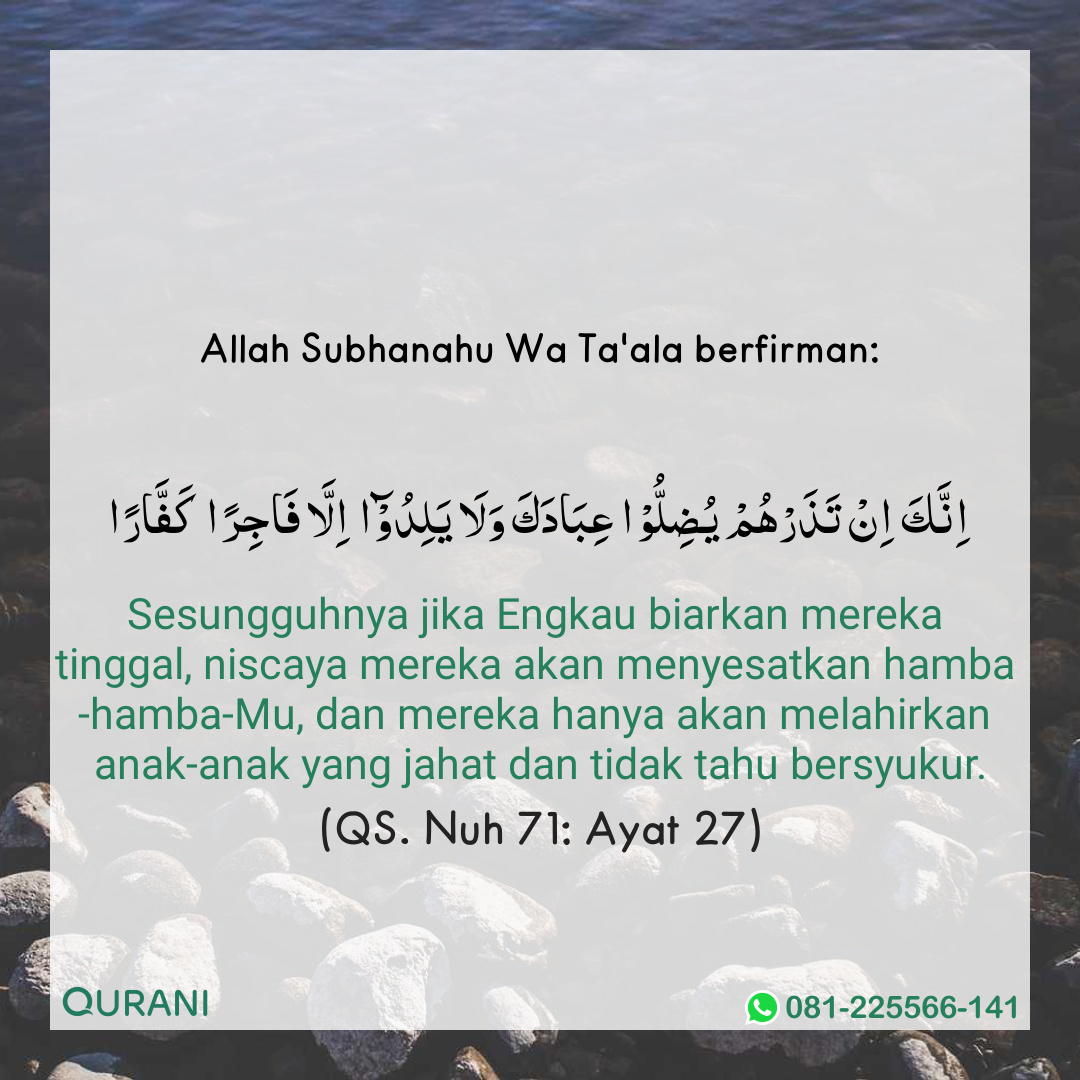 Allah Subhanahu Wa Ta'ala berfirman:
اِنَّكَ اِنْ تَذَرْهُمْ يُضِلُّوْا عِبَادَكَ وَلَا يَلِدُوْٓا اِلَّا فَاجِرًا كَفَّارًا
Sesungguhnya jika Engkau biarkan mereka
tinggal, niscaya mereka akan menyesatkan hamba
-hamba-Mu, dan mereka hanya akan melahirkan
anak-anak yang jahat dan tidak tahu bersyukur.
(QS. Nuh 71: Ayat 27)
QURANI
081-225566-141